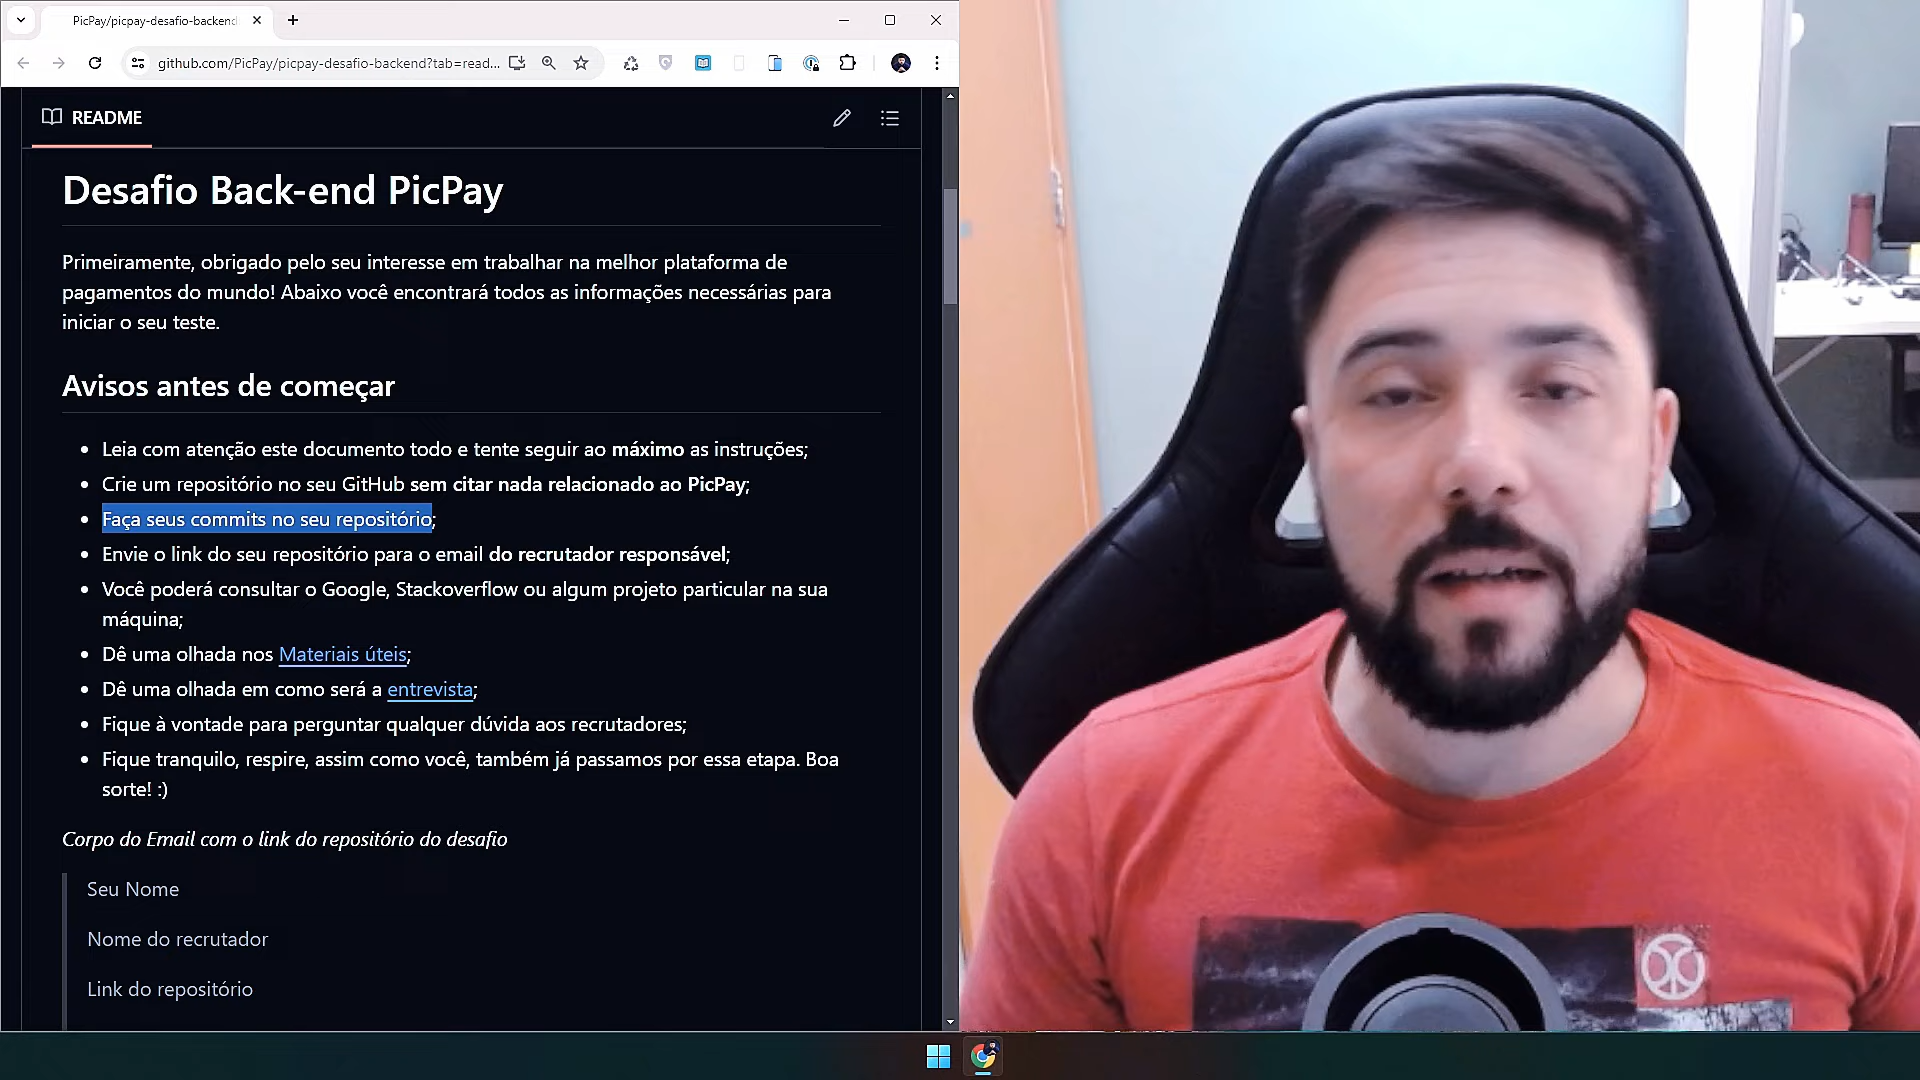 PicPay/picpay-desafio-backend
github.com/PicPay/picpay-desafio-backend?tab=read...
README
Desafio Back-end PicPay
Primeiramente, obrigado pelo seu interesse em trabalhar na melhor plataforma de
pagamentos do mundo! Abaixo você encontrará todos as informações necessárias para
iniciar o seu teste.
Avisos antes de começar
Leia com atenção este documento todo e tente seguir ao máximo as instruções;
Crie um repositório no seu GitHub sem citar nada relacionado ao PicPay;
Faça seus commits no seu repositório;
Envie o link do seu repositório para o email do recrutador responsável;
Você poderá consultar o Google, Stackoverflow ou algum projeto particular na sua
máquina;
Dê uma olhada nos Materiais úteis;
Dê uma olhada em como será a entrevista;
Fique à vontade para perguntar qualquer dúvida aos recrutadores;
Fique tranquilo, respire, assim como você, também já passamos por essa etapa. Boa
sorte! :)
Corpo do Email com o link do repositório do desafio
Seu Nome
Nome do recrutador
Link do repositório